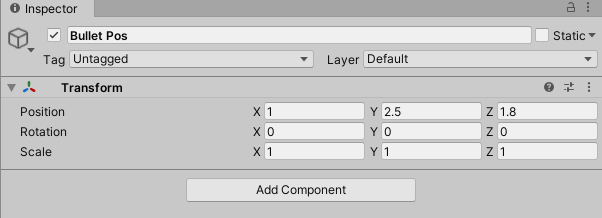 Inspector
Bullet Pos Static
Tag Untagged Layer Default
Transform
Position X 1 Y 2.5 Z 1.8
Rotation X 0 Y 0 Z 0
Scale X 1 Y 1 Z 1
Add Component